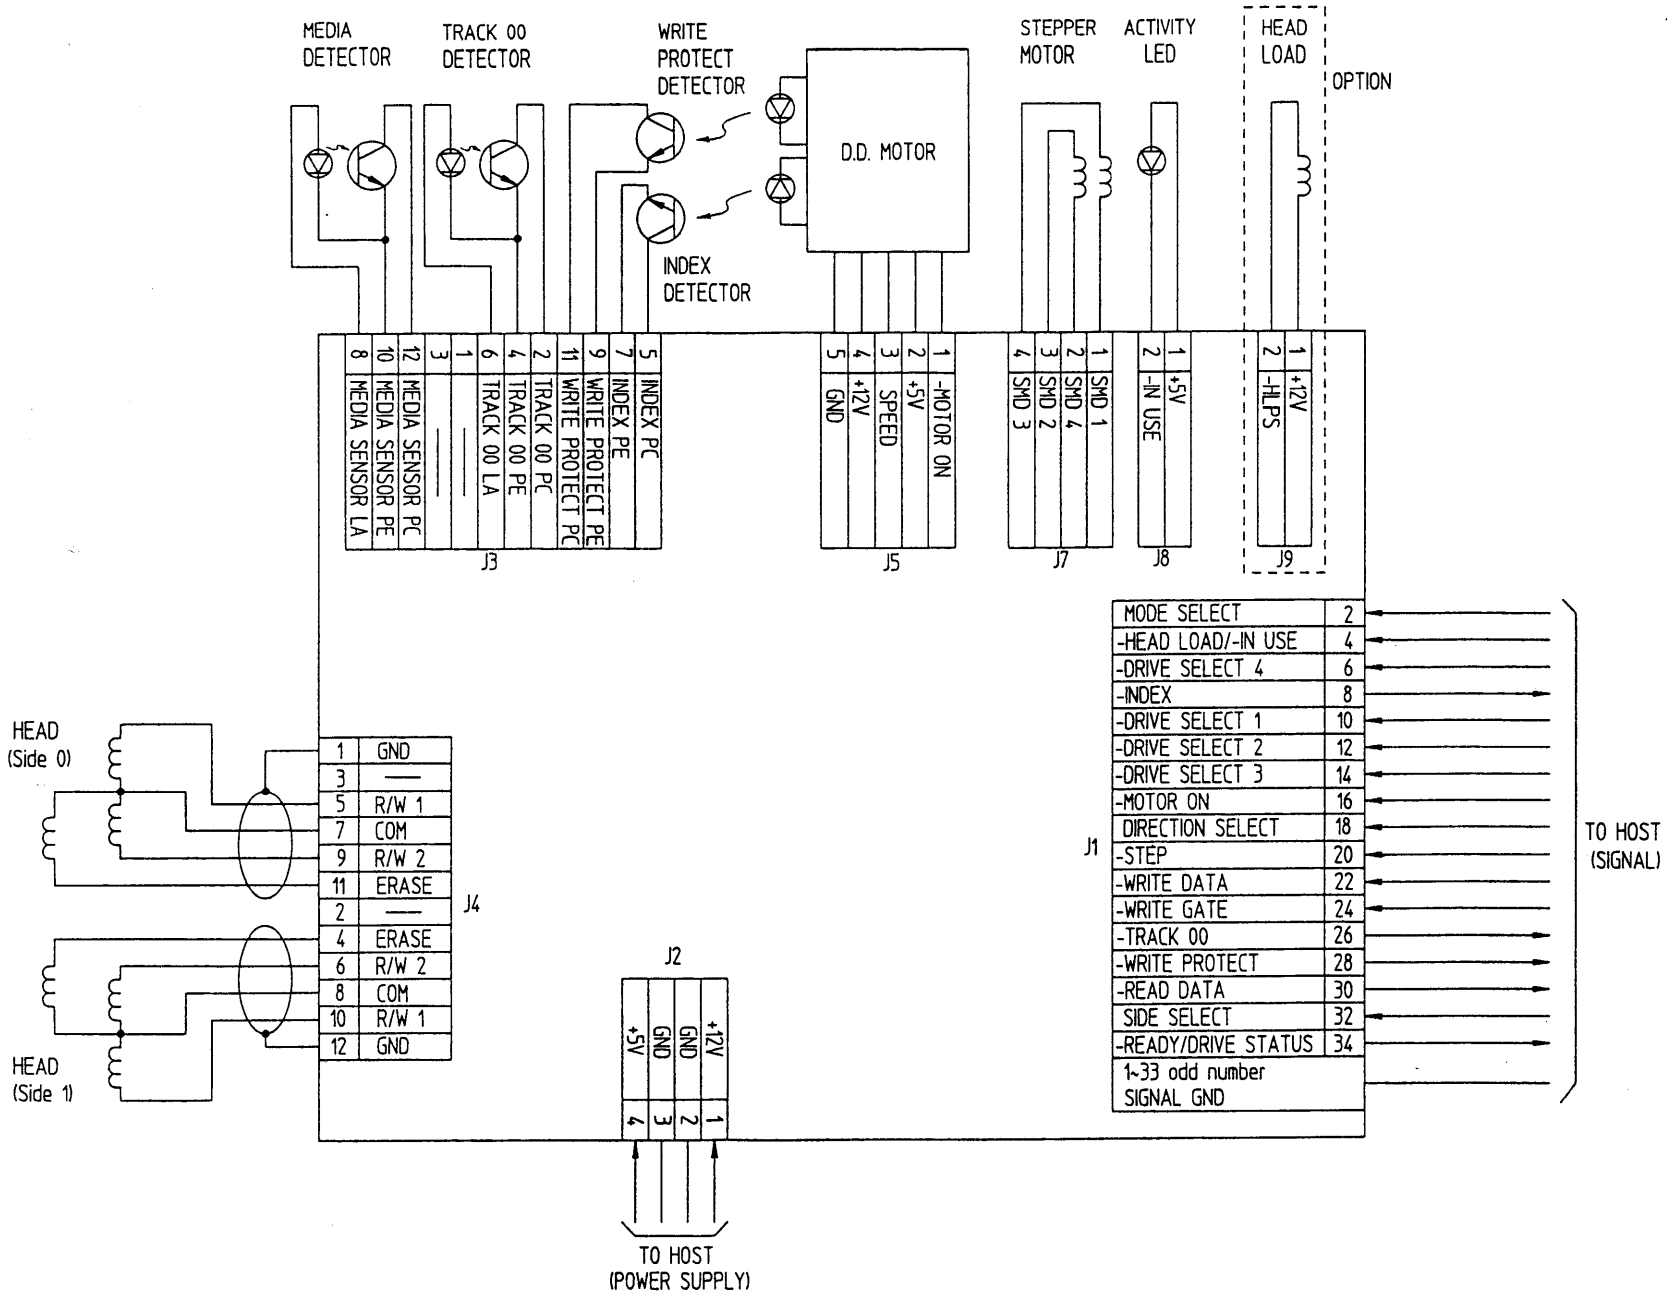 MEDIA
DETECTOR
TRACK 00
DETECTOR
WRITE
PROTECT
DETECTOR
D.D. MOTOR
STEPPER
MOTOR
ACTIVITY
LED
HEAD
LOAD
OPTION
INDEX
DETECTOR
8 MEDIA SENSOR LA
10 MEDIA SENSOR PE
12 MEDIA SENSOR PC
3 ——
1 ——
6 TRACK 00 LA
4 TRACK 00 PE
2 TRACK 00 PC
11 WRITE PROTECT PC
9 WRITE PROTECT PE
7 INDEX PE
5 INDEX PC
J3
5 GND
4 +12V
3 SPEED
2 +5V
1 -MOTOR ON
J5
4 SMD 3
3 SMD 2
2 SMD 4
1 SMD 1
J7
2 -IN USE
1 +5V
J8
2 -HLPS
1 +12V
J9
HEAD
(Side 0)
1 GND
3 ——
5 R/W 1
7 COM
9 R/W 2
11 ERASE
2 ——
4 ERASE
6 R/W 2
8 COM
10 R/W 1
12 GND
J4
HEAD
(Side 1)
J2
+5V 4
GND 3
GND 2
+12V 1
TO HOST
(POWER SUPPLY)
J1
MODE SELECT 2
-HEAD LOAD/-IN USE 4
-DRIVE SELECT 4 6
-INDEX 8
-DRIVE SELECT 1 10
-DRIVE SELECT 2 12
-DRIVE SELECT 3 14
-MOTOR ON 16
DIRECTION SELECT 18
-STEP 20
-WRITE DATA 22
-WRITE GATE 24
-TRACK 00 26
-WRITE PROTECT 28
-READ DATA 30
SIDE SELECT 32
-READY/DRIVE STATUS 34
1~33 odd number
SIGNAL GND
TO HOST
(SIGNAL)